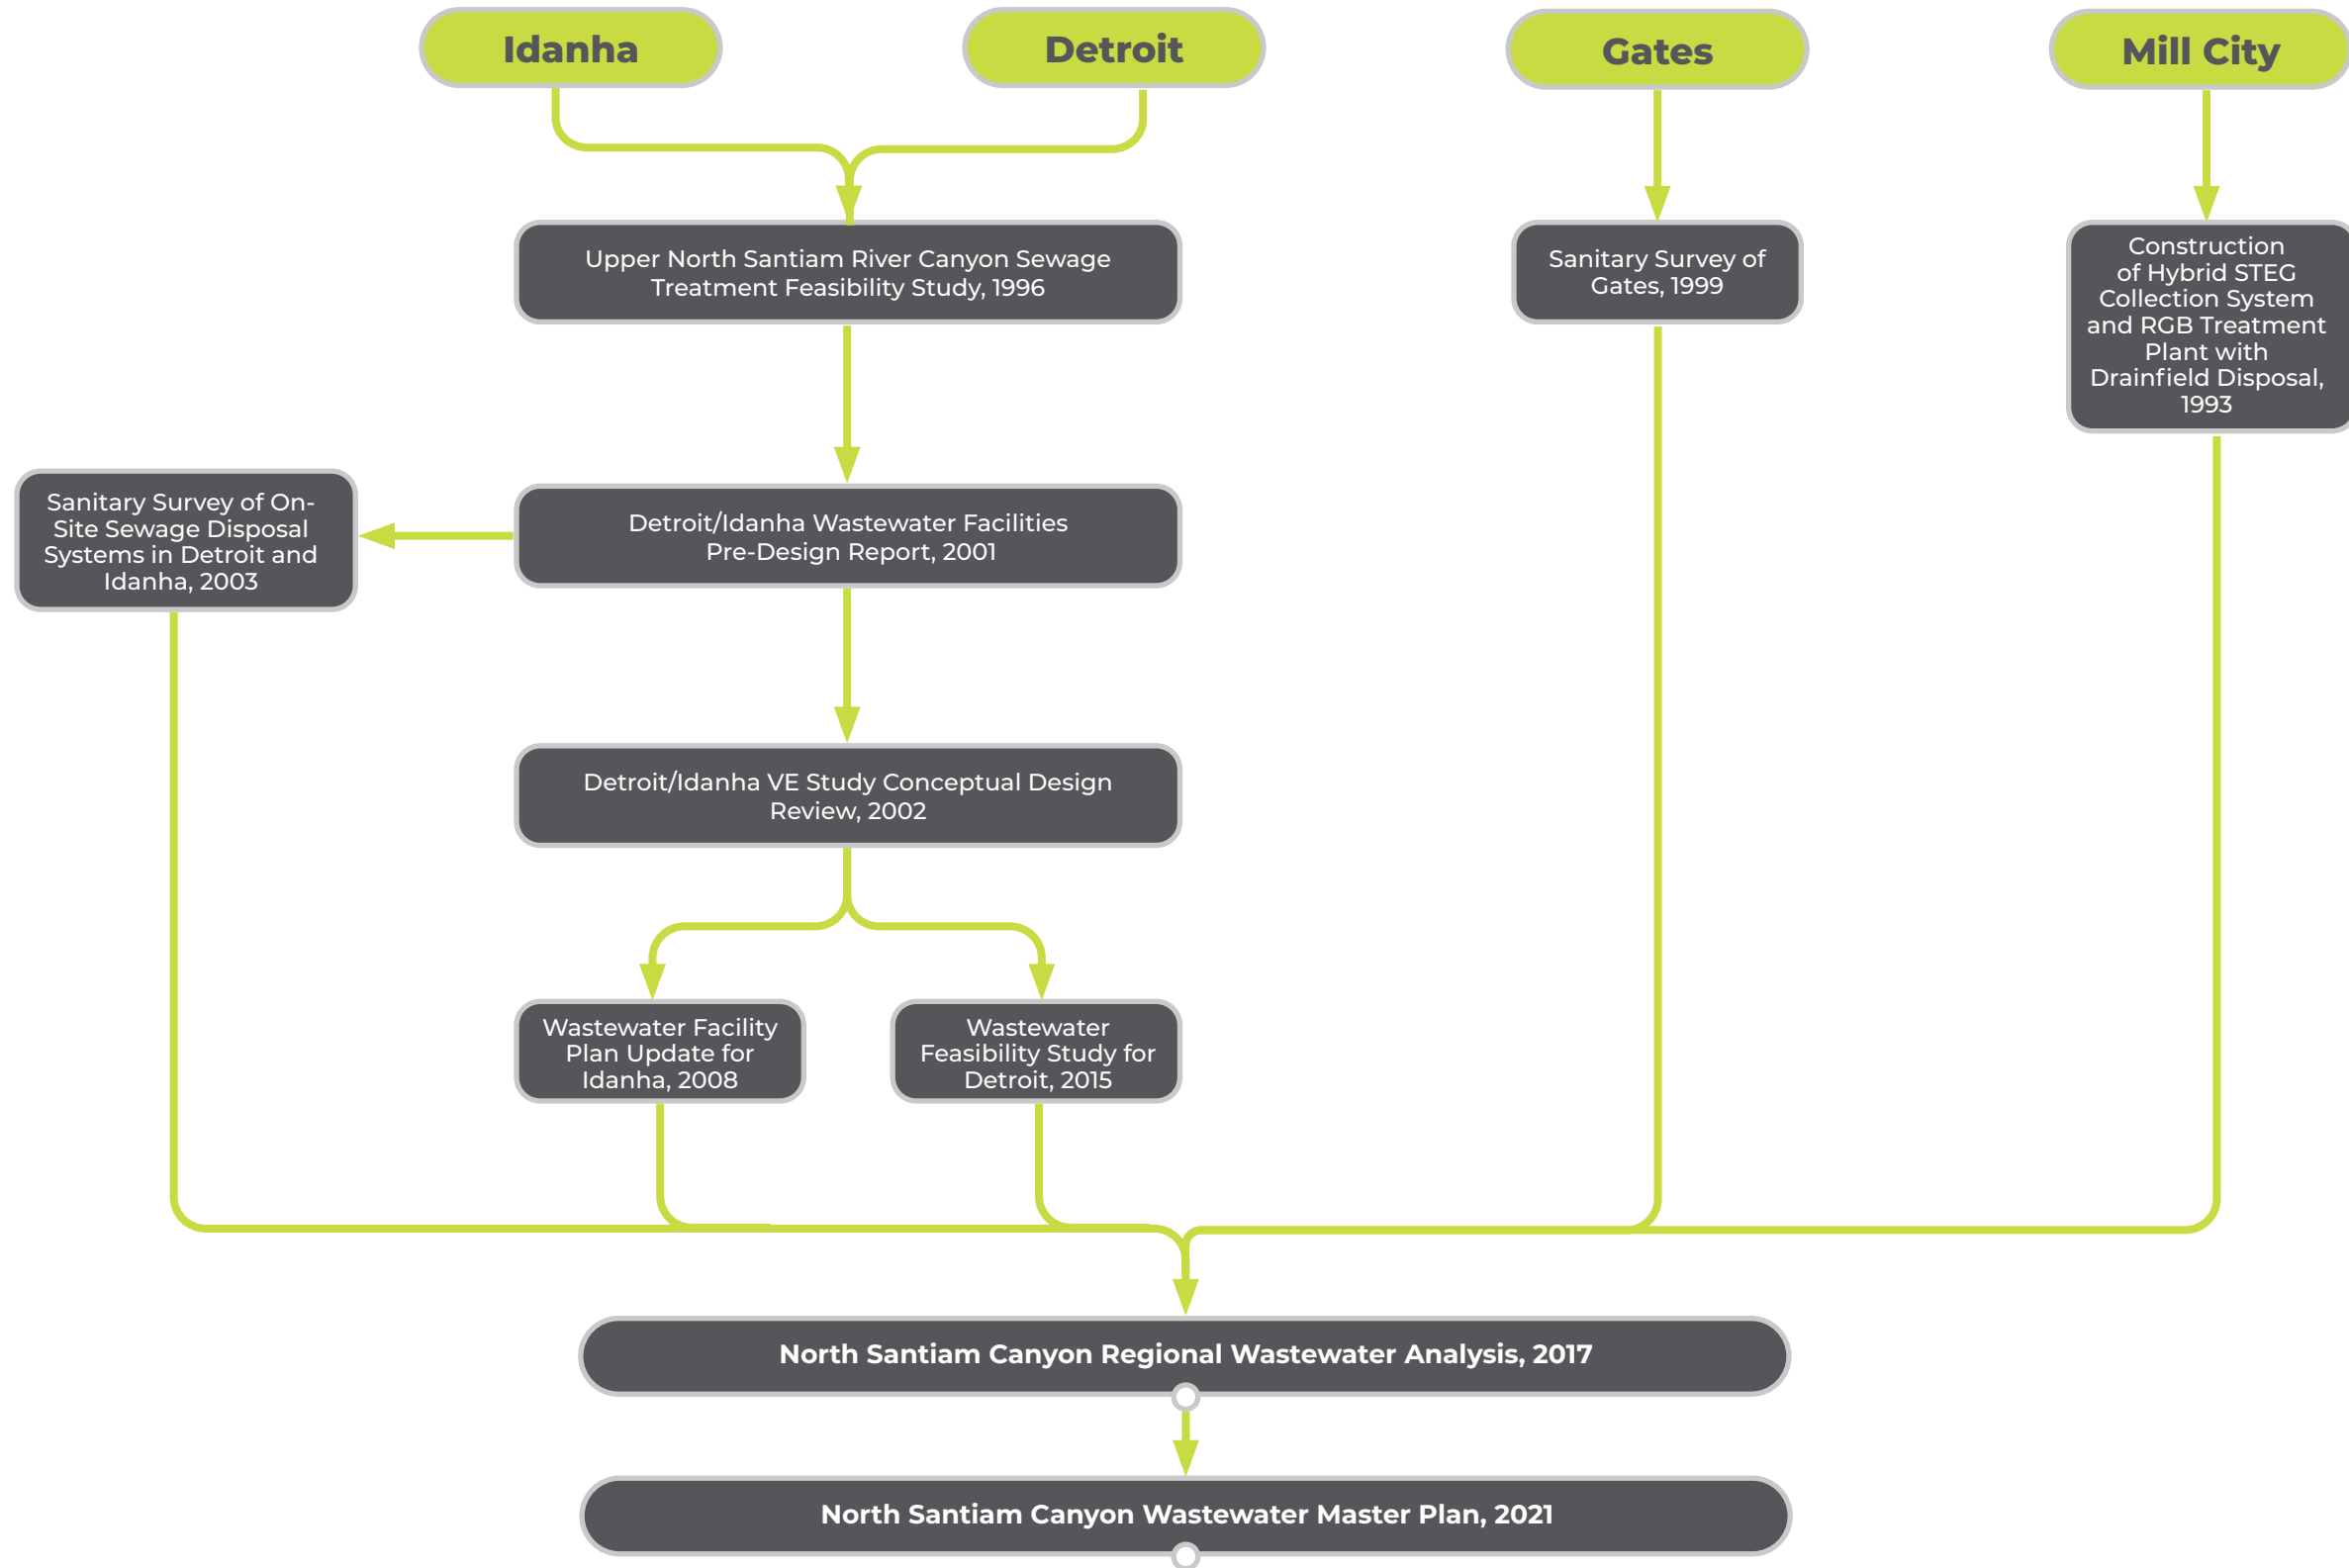 Idanha
Detroit
Gates
Mill City
Upper North Santiam River Canyon Sewage
Treatment Feasibility Study, 1996
Sanitary Survey of
Gates, 1999
Construction
of Hybrid STEG
Collection System
and RGB Treatment
Plant with
Drainfield Disposal,
1993
Sanitary Survey of On-
Site Sewage Disposal
Systems in Detroit and
Idanha, 2003
Detroit/Idanha Wastewater Facilities
Pre-Design Report, 2001
Detroit/Idanha VE Study Conceptual Design
Review, 2002
Wastewater Facility
Plan Update for
Idanha, 2008
Wastewater
Feasibility Study for
Detroit, 2015
North Santiam Canyon Regional Wastewater Analysis, 2017
North Santiam Canyon Wastewater Master Plan, 2021